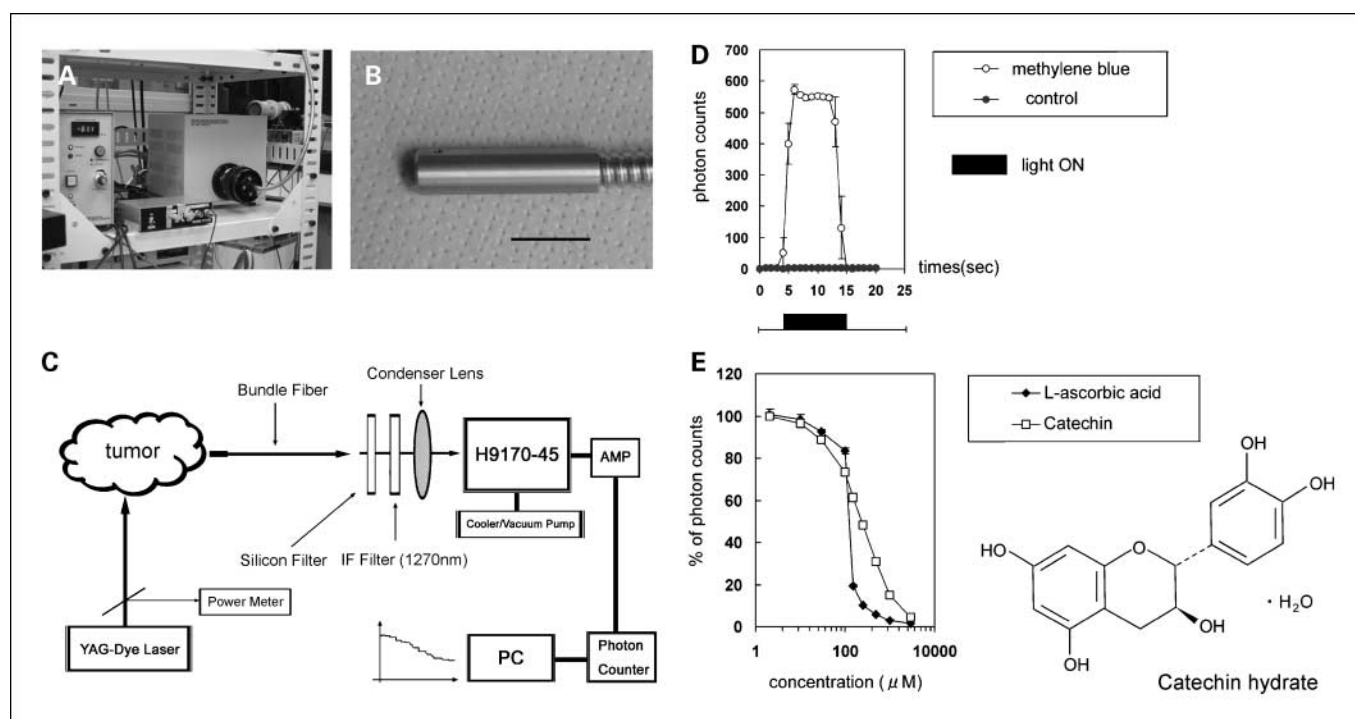 A
B
C
Condenser Lens
Bundle Fiber
tumor
H9170-45
AMP
Cooler/Vacuum Pump
Silicon Filter
IF Filter (1270nm)
Power Meter
YAG-Dye Laser
PC
Photon
Counter
D
700
600
500
400
300
200
100
0
photon counts
0 5 10 15 20 25
times(sec)
methylene blue
control
light ON
E
120
100
80
60
40
20
0
% of photon counts
1 100 10000
concentration (μM)
L-ascorbic acid
Catechin
OH
OH
HO
O
OH
OH
· H₂O
Catechin hydrate